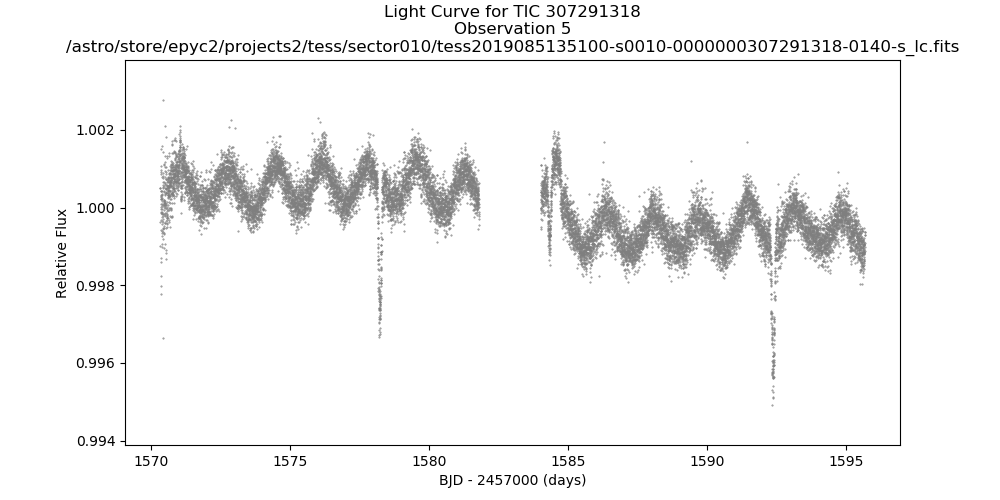 Light Curve for TIC 307291318
Observation 5
/astro/store/epyc2/projects2/tess/sector010/tess2019085135100-s0010-0000000307291318-0140-s_lc.fits
1.002
1.000
0.998
0.996
0.994
Relative Flux
1570 1575 1580 1585 1590 1595
BJD - 2457000 (days)